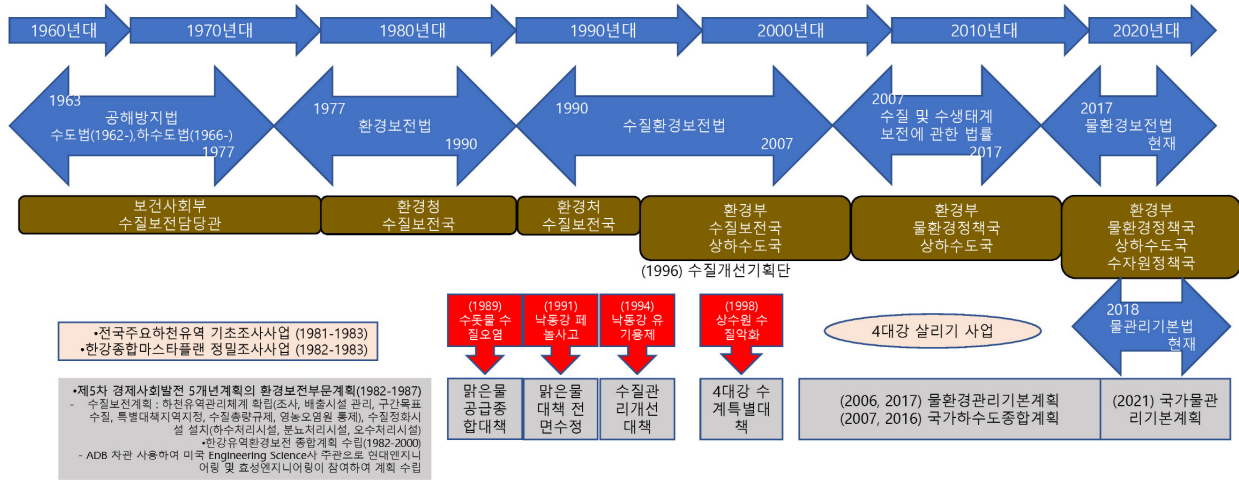 1960년대
1970년대
1980년대
1990년대
2000년대
2010년대
2020년대
1963
공해방지법
수도법(1962-),하수도법(1966-)
1977
1977
환경보전법
1990
1990
수질환경보전법
2007
2007
수질 및 수생태계
보전에 관한 법률
2017
2017
물환경보전법
현재
보건사회부
수질보전담당관
환경청
수질보전국
환경처
수질보전국
환경부
수질보전국
상하수도국
환경부
물환경정책국
상하수도국
환경부
물환경정책국
상하수도국
수자원정책국
(1996) 수질개선기획단
2018
물관리기본법
현재
•전국주요하천유역 기초조사사업 (1981-1983)
•한강종합마스타플랜 정밀조사사업 (1982-1983)
(1989)
수돗물 수
질오염
(1991)
낙동강 페
놀사고
(1994)
낙동강 유
기용제
(1998)
상수원 수
질악화
4대강 살리기 사업
맑은물
공급종
합대책
맑은물
대책 전
면수정
수질관
리개선
대책
4대강 수
계특별대
책
(2006, 2017) 물환경관리기본계획
(2007, 2016) 국가하수도종합계획
(2021) 국가물관
리기본계획
•제5차 경제사회발전 5개년계획의 환경보전부문계획(1982-1987)
- 수질보전계획 : 하천유역관리체계 확립(조사, 배출시설 관리, 구간목표
수질, 특별대책지역지정, 수질총량규제, 영농오염원 통제), 수질정화시
설 설치(하수처리시설, 분뇨처리시설, 오수처리시설)
•한강유역환경보전 종합계획 수립(1982-2000)
- ADB 차관 사용하여 미국 Engineering Science사 주관으로 현대엔지니
어링 및 효성엔지니어링이 참여하여 계획 수립